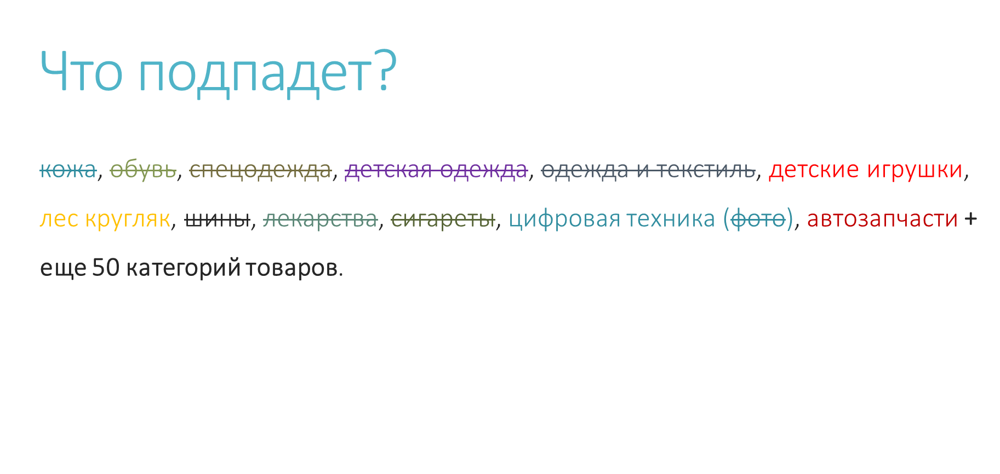 Что подпадет?
кожа, обувь, спецодежда, детская одежда, одежда и текстиль, детские игрушки,
лес кругляк, шины, лекарства, сигареты, цифровая техника (фото), автозапчасти +
еще 50 категорий товаров.